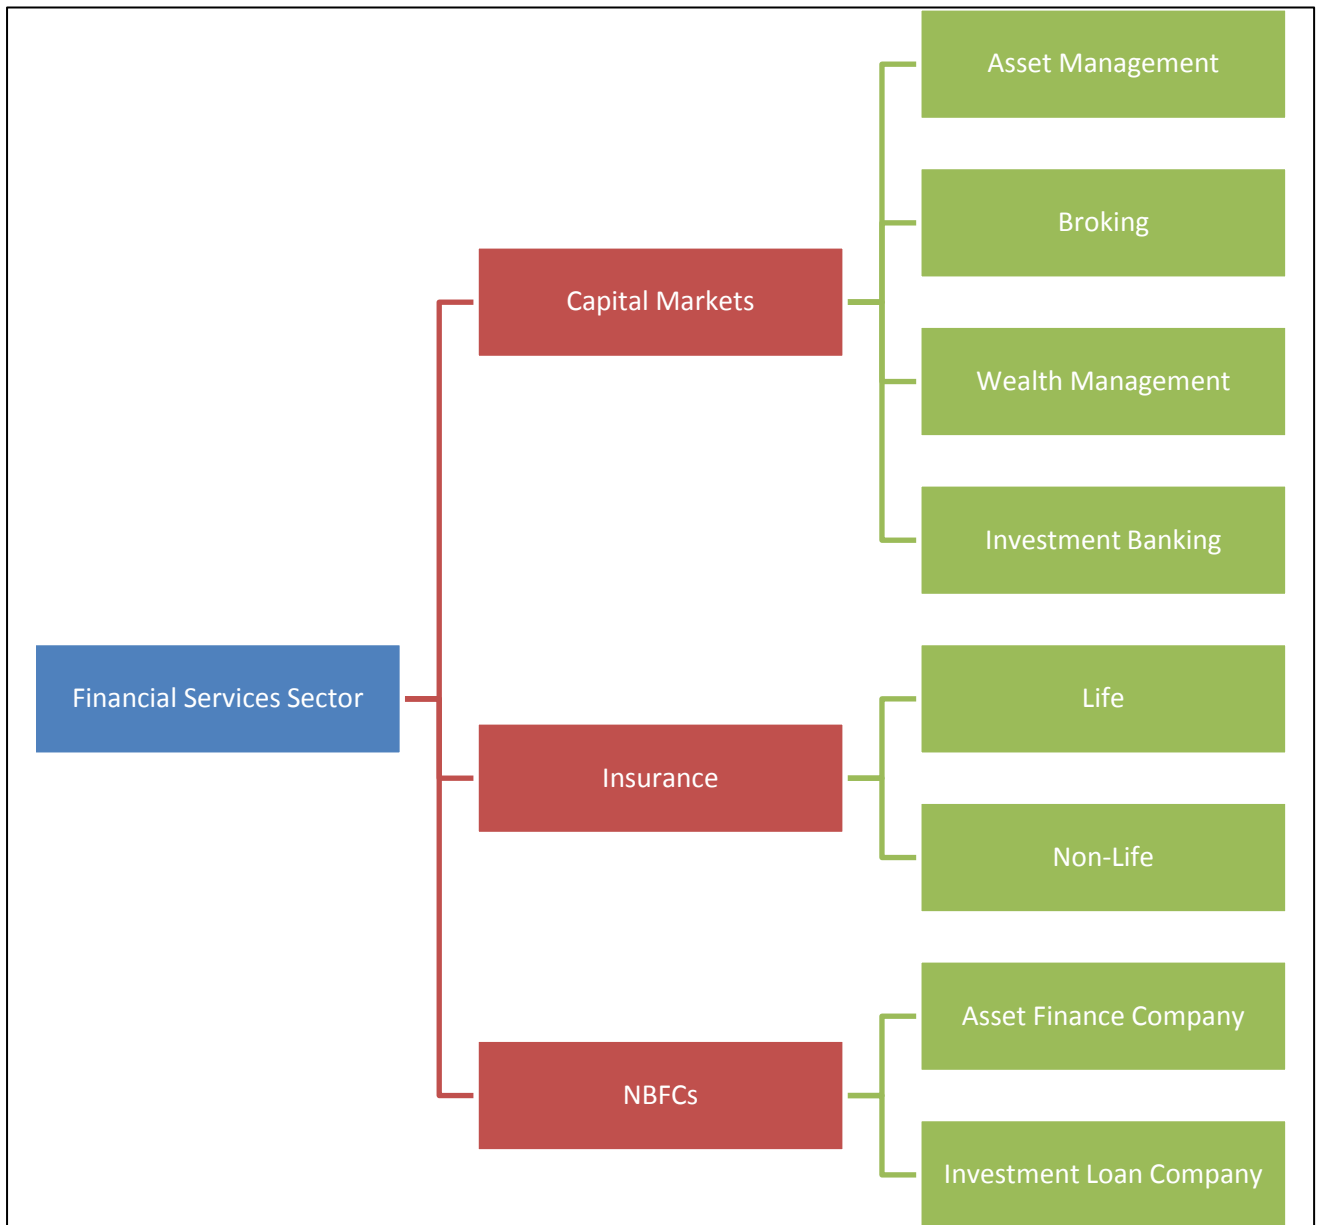 Financial Services Sector
Capital Markets
Asset Management
Broking
Wealth Management
Investment Banking
Insurance
Life
Non-Life
NBFCs
Asset Finance Company
Investment Loan Company